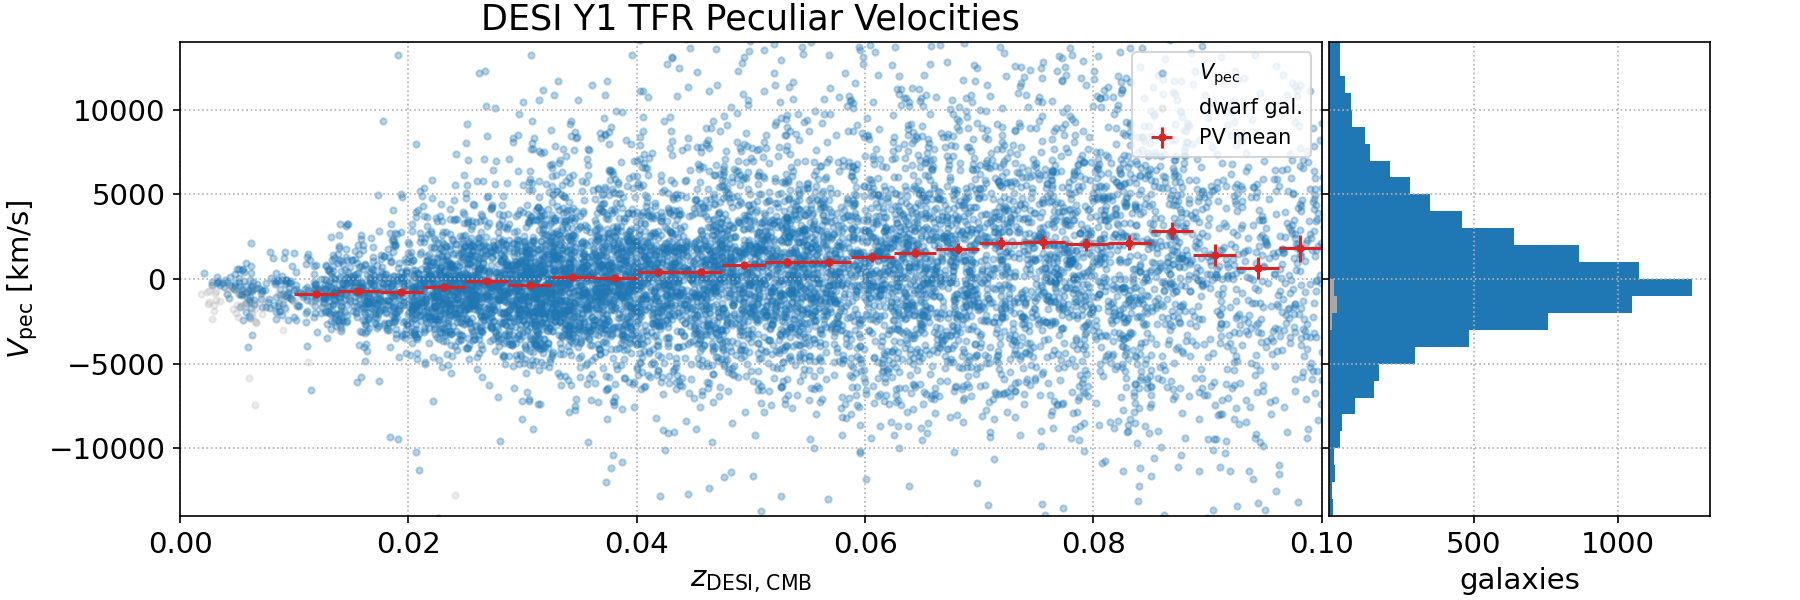 DESI Y1 TFR Peculiar Velocities
V_pec [km/s]
10000
5000
0
−5000
−10000
V_pec
dwarf gal.
PV mean
0.00 0.02 0.04 0.06 0.08 0.10
500 1000
z_DESI, CMB
galaxies